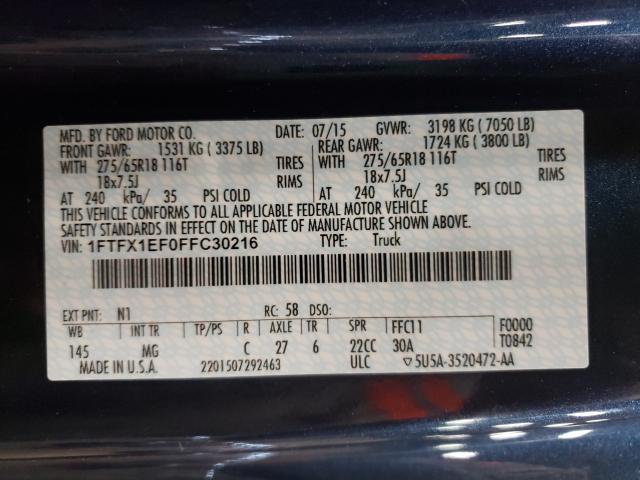 MFD. BY FORD MOTOR CO. DATE: 07/15 GVWR: 3198 KG ( 7050 LB)
FRONT GAWR: 1531 KG ( 3375 LB) REAR GAWR: 1724 KG ( 3800 LB)
WITH 275/65R18 116T TIRES WITH 275/65R18 116T TIRES
18x7.5J RIMS 18x7.5J RIMS
AT 240 kPa/ 35 PSI COLD AT 240 kPa/ 35 PSI COLD
THIS VEHICLE CONFORMS TO ALL APPLICABLE FEDERAL MOTOR VEHICLE
SAFETY STANDARDS IN EFFECT ON THE DATE OF MANUFACTURE SHOWN ABOVE.
VIN: 1FTFX1EF0FFC30216 TYPE: Truck
EXT PNT: N1 RC: 58 DSO:
WB INT TR TP/PS R AXLE TR SPR FFC11 F0000
145 MG C 27 6 22CC 30A T0842
MADE IN U.S.A. 2201507292463 ULC ▽5U5A-3520472-AA